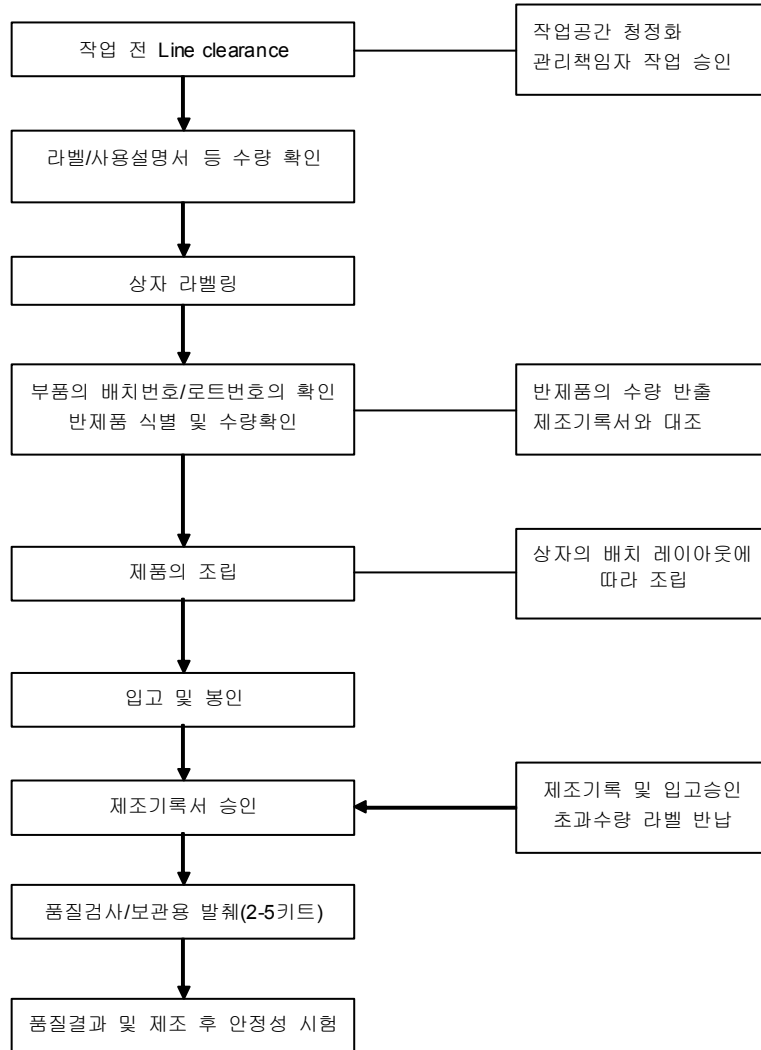 작업 전 Line clearance
작업공간 청정화
관리책임자 작업 승인
라벨/사용설명서 등 수량 확인
상자 라벨링
부품의 배치번호/로트번호의 확인
반제품 식별 및 수량확인
반제품의 수량 반출
제조기록서와 대조
제품의 조립
상자의 배치 레이아웃에
따라 조립
입고 및 봉인
제조기록서 승인
제조기록 및 입고승인
초과수량 라벨 반납
품질검사/보관용 발췌(2-5키트)
품질결과 및 제조 후 안정성 시험